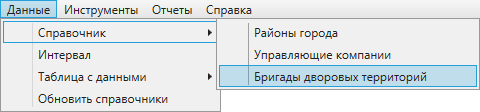 Данные Инструменты Отчеты Справка
Справочник
Интервал
Таблица с данными
Обновить справочники
Районы города
Управляющие компании
Бригады дворовых территорий